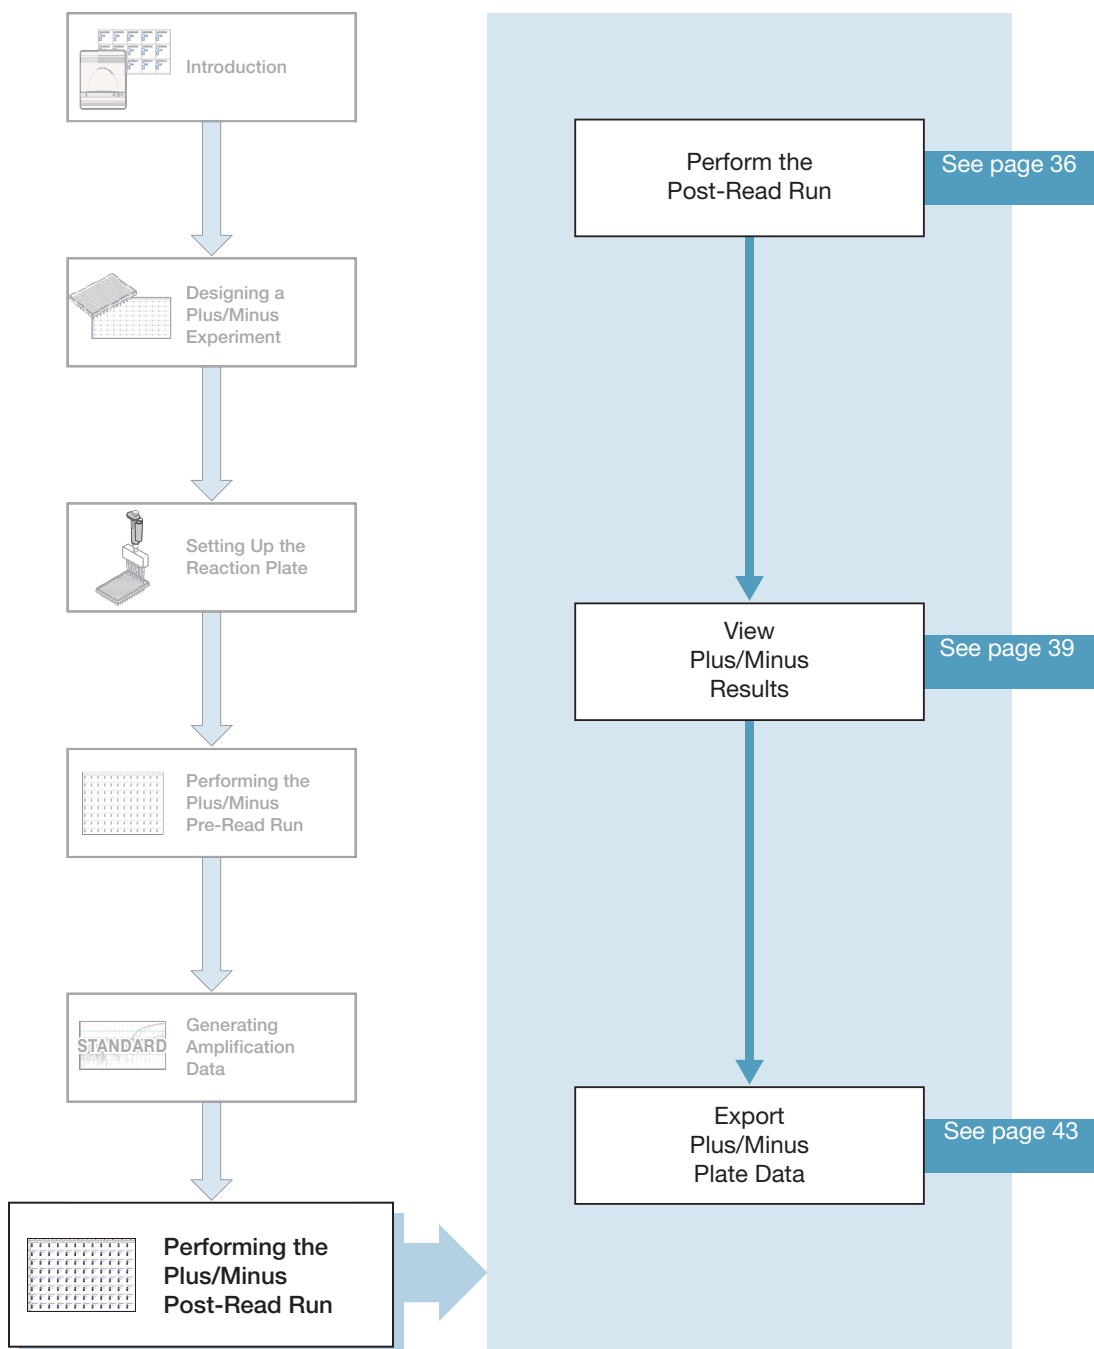 Introduction
Designing a
Plus/Minus
Experiment
Setting Up the
Reaction Plate
Performing the
Plus/Minus
Pre-Read Run
STANDARD
Generating
Amplification
Data
Performing the
Plus/Minus
Post-Read Run
Perform the
Post-Read Run
See page 36
View
Plus/Minus
Results
See page 39
Export
Plus/Minus
Plate Data
See page 43